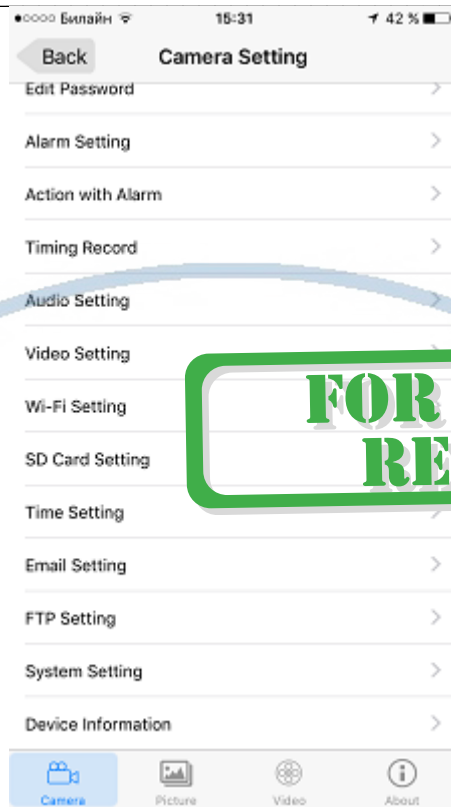 Билайн 15:31 42 %
Back Camera Setting
Edit Password
Alarm Setting
Action with Alarm
Timing Record
Audio Setting
Video Setting
Wi-Fi Setting
SD Card Setting
Time Setting
Email Setting
FTP Setting
System Setting
Device Information
FOR
RE
Camera Picture Video About